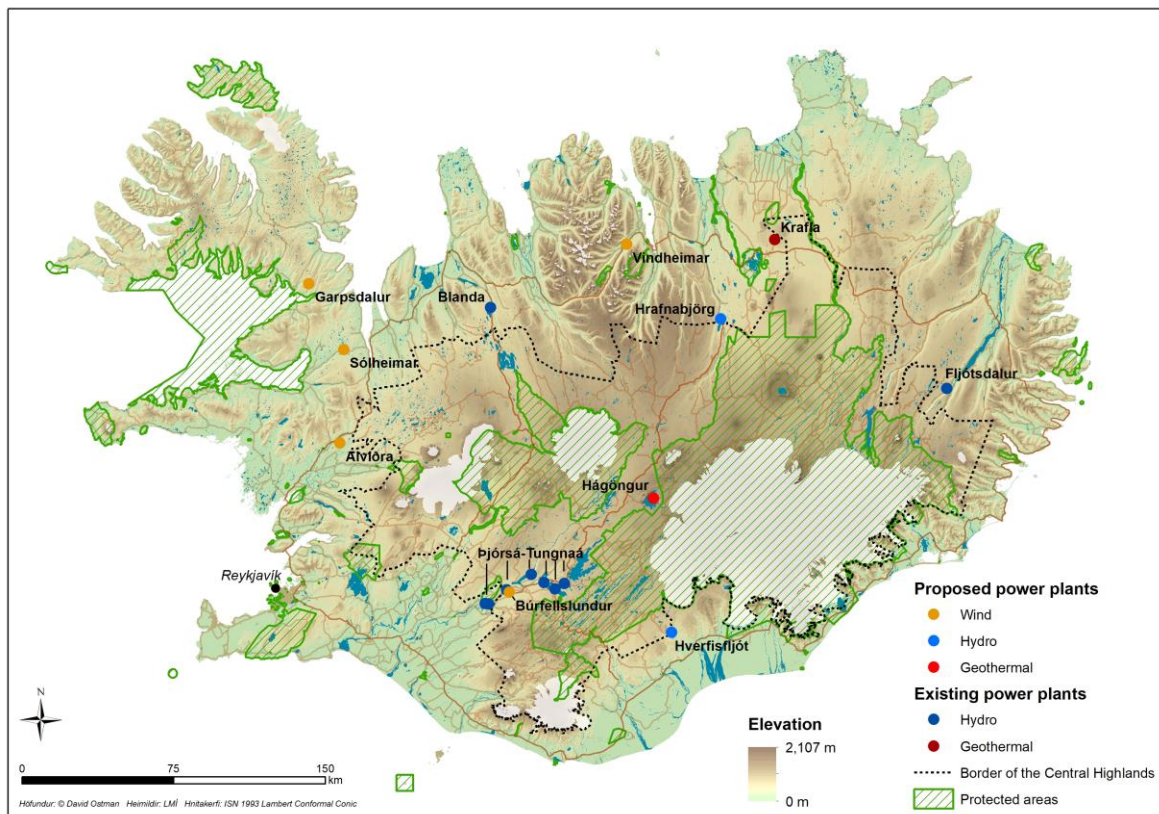 Vindheimar
Krafla
Garpsdalur
Blanda
Hrafnabjörg
Sólheimar
Fljótsdalur
Alviðra
Hágöngur
Þjórsá-Tungnaá
Reykjavík
Búrfellslundur
Hverfisfljót
N
0 75 150
km
Höfundur: © David Ostman Heimildir: LMÍ Hnitakerfi: ISN 1993 Lambert Conformal Conic
Elevation
2,107 m
0 m
Proposed power plants
Wind
Hydro
Geothermal
Existing power plants
Hydro
Geothermal
Border of the Central Highlands
Protected areas